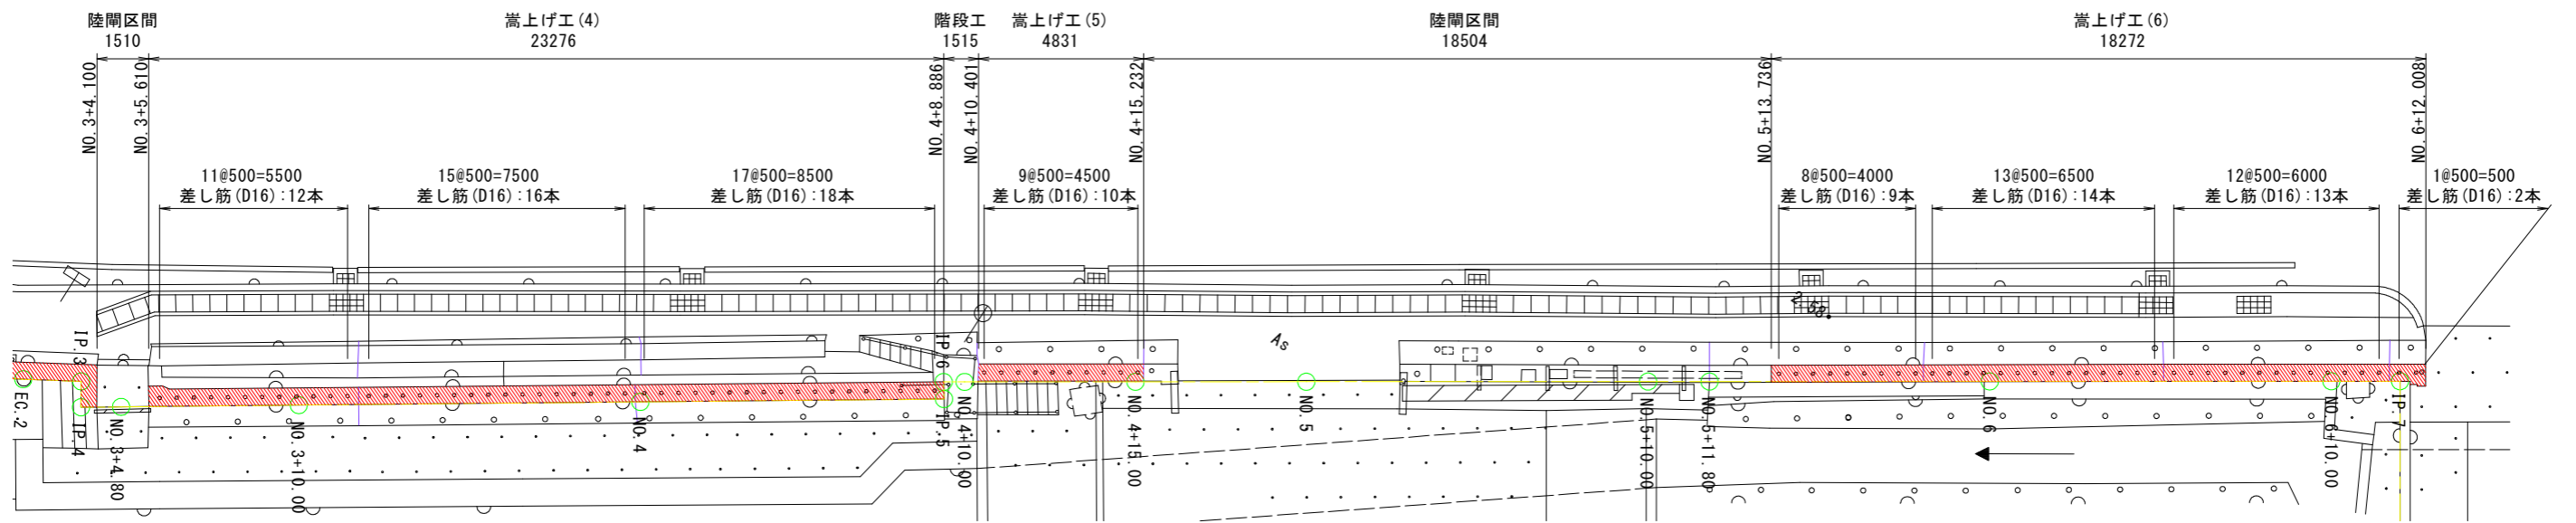 陸閘区間
1510
嵩上げ工(4)
23276
階段工
1515
嵩上げ工(5)
4831
陸閘区間
18504
嵩上げ工(6)
18272
NO.3+4.100
NO.3+5.610
NO.4+8.886
NO.4+10.401
NO.4+15.232
NO.5+13.736
NO.6+12.008
11@500=5500
差し筋(D16):12本
15@500=7500
差し筋(D16):16本
17@500=8500
差し筋(D16):18本
9@500=4500
差し筋(D16):10本
8@500=4000
差し筋(D16):9本
13@500=6500
差し筋(D16):14本
12@500=6000
差し筋(D16):13本
1@500=500
差し筋(D16):2本
As
2.58
IP.3
IP.6
EC.2
IP.4
NO.3+4.80
NO.3+10.00
NO.4
IP.5
NO.4+10.00
NO.4+15.00
NO.5
NO.5+10.00
NO.5+11.80
NO.6
NO.6+10.00
IP.7